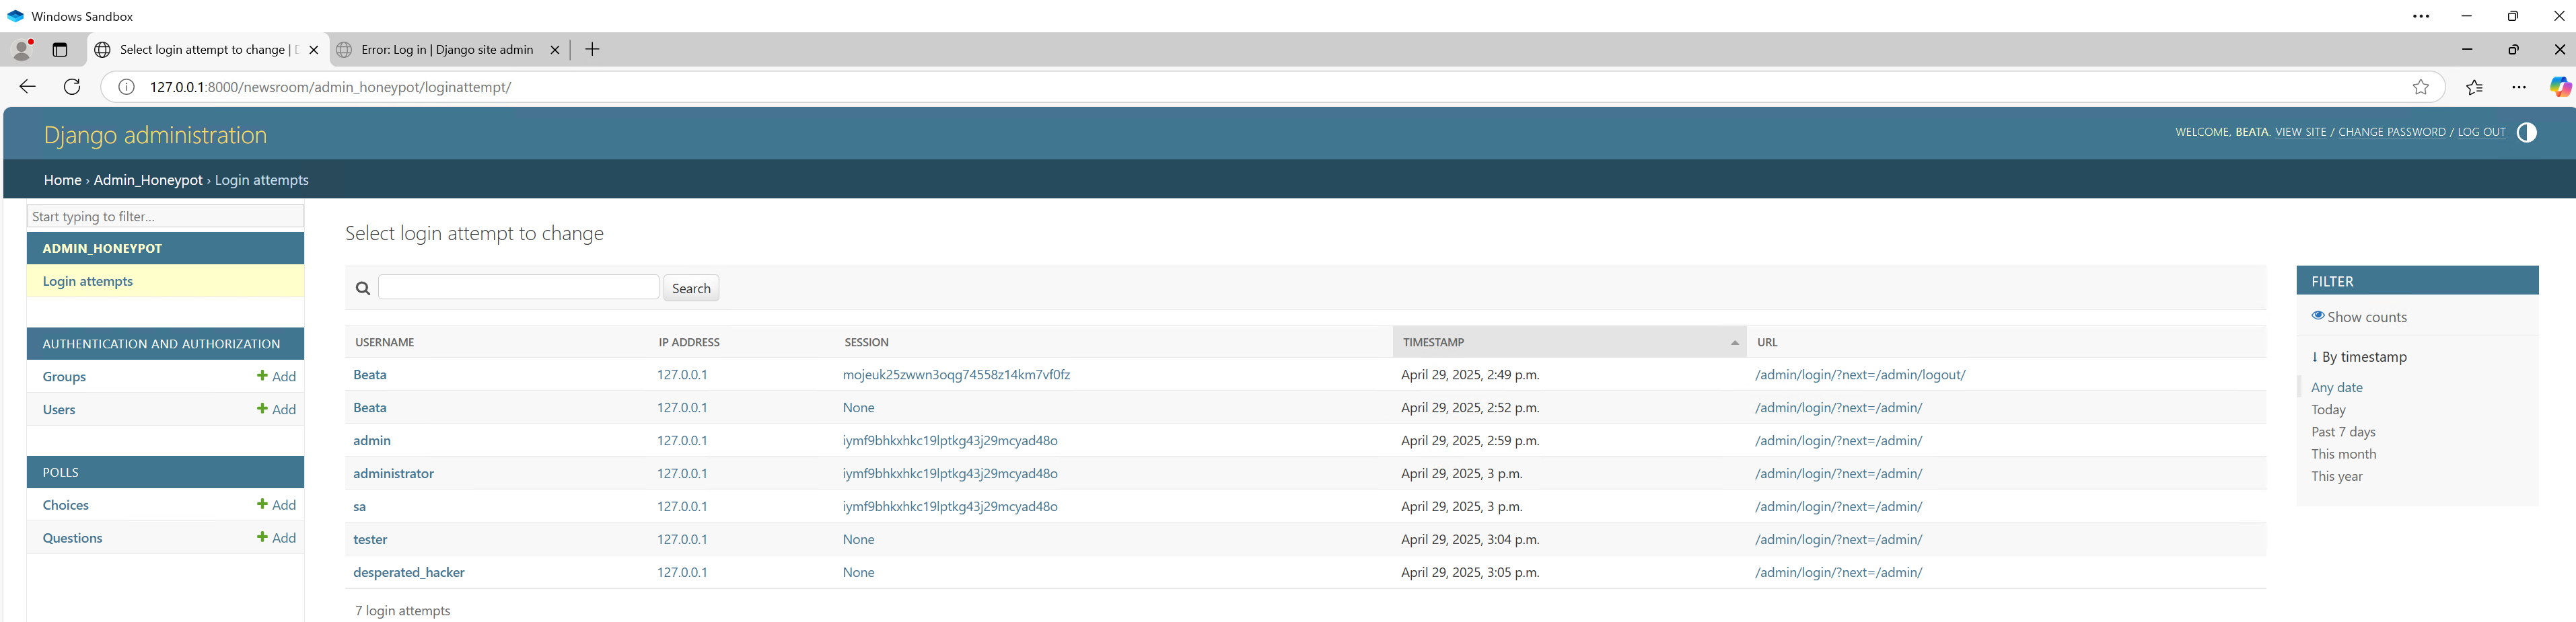 Windows Sandbox
Select login attempt to change |
Error: Log in | Django site admin
127.0.0.1:8000/newsroom/admin_honeypot/loginattempt/
Django administration
WELCOME, BEATA. VIEW SITE / CHANGE PASSWORD / LOG OUT
Home › Admin_Honeypot › Login attempts
Start typing to filter...
ADMIN_HONEYPOT
Login attempts
AUTHENTICATION AND AUTHORIZATION
Groups + Add
Users + Add
POLLS
Choices + Add
Questions + Add
Select login attempt to change
Search
USERNAME IP ADDRESS SESSION TIMESTAMP URL
Beata 127.0.0.1 mojeuk25zwwn3oqg74558z14km7vf0fz April 29, 2025, 2:49 p.m. /admin/login/?next=/admin/logout/
Beata 127.0.0.1 None April 29, 2025, 2:52 p.m. /admin/login/?next=/admin/
admin 127.0.0.1 iymf9bhkxhkc19lptkg43j29mcyad48o April 29, 2025, 2:59 p.m. /admin/login/?next=/admin/
administrator 127.0.0.1 iymf9bhkxhkc19lptkg43j29mcyad48o April 29, 2025, 3 p.m. /admin/login/?next=/admin/
sa 127.0.0.1 iymf9bhkxhkc19lptkg43j29mcyad48o April 29, 2025, 3 p.m. /admin/login/?next=/admin/
tester 127.0.0.1 None April 29, 2025, 3:04 p.m. /admin/login/?next=/admin/
desperated_hacker 127.0.0.1 None April 29, 2025, 3:05 p.m. /admin/login/?next=/admin/
7 login attempts
FILTER
Show counts
↓ By timestamp
Any date
Today
Past 7 days
This month
This year